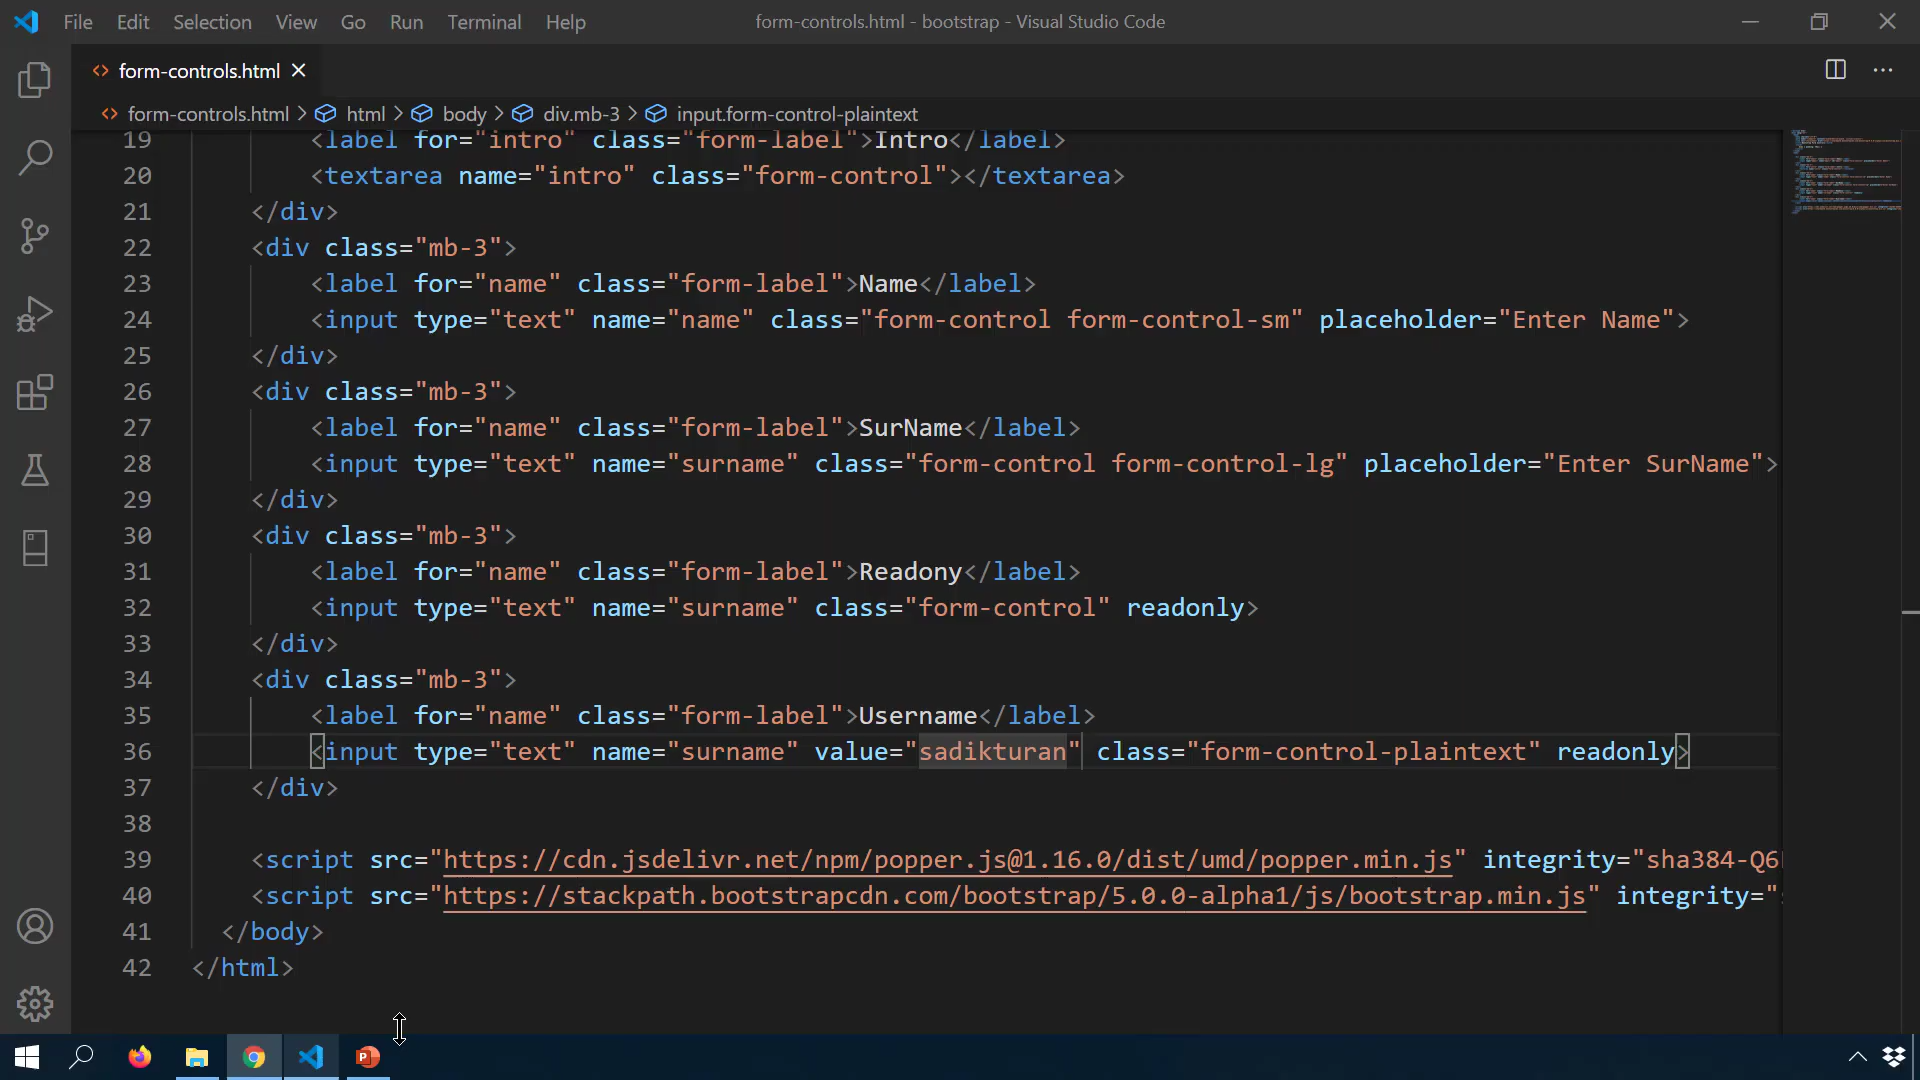 File Edit Selection View Go Run Terminal Help
form-controls.html - bootstrap - Visual Studio Code
form-controls.html
form-controls.html > html > body > div.mb-3 > input.form-control-plaintext
19 <label for="intro" class="form-label">Intro</label>
20 <textarea name="intro" class="form-control"></textarea>
21 </div>
22 <div class="mb-3">
23 <label for="name" class="form-label">Name</label>
24 <input type="text" name="name" class="form-control form-control-sm" placeholder="Enter Name">
25 </div>
26 <div class="mb-3">
27 <label for="name" class="form-label">SurName</label>
28 <input type="text" name="surname" class="form-control form-control-lg" placeholder="Enter SurName">
29 </div>
30 <div class="mb-3">
31 <label for="name" class="form-label">Readony</label>
32 <input type="text" name="surname" class="form-control" readonly>
33 </div>
34 <div class="mb-3">
35 <label for="name" class="form-label">Username</label>
36 <input type="text" name="surname" value="sadikturan" class="form-control-plaintext" readonly>
37 </div>
38
39 <script src="https://cdn.jsdelivr.net/npm/popper.js@1.16.0/dist/umd/popper.min.js" integrity="sha384-Q6
40 <script src="https://stackpath.bootstrapcdn.com/bootstrap/5.0.0-alpha1/js/bootstrap.min.js" integrity="
41 </body>
42 </html>